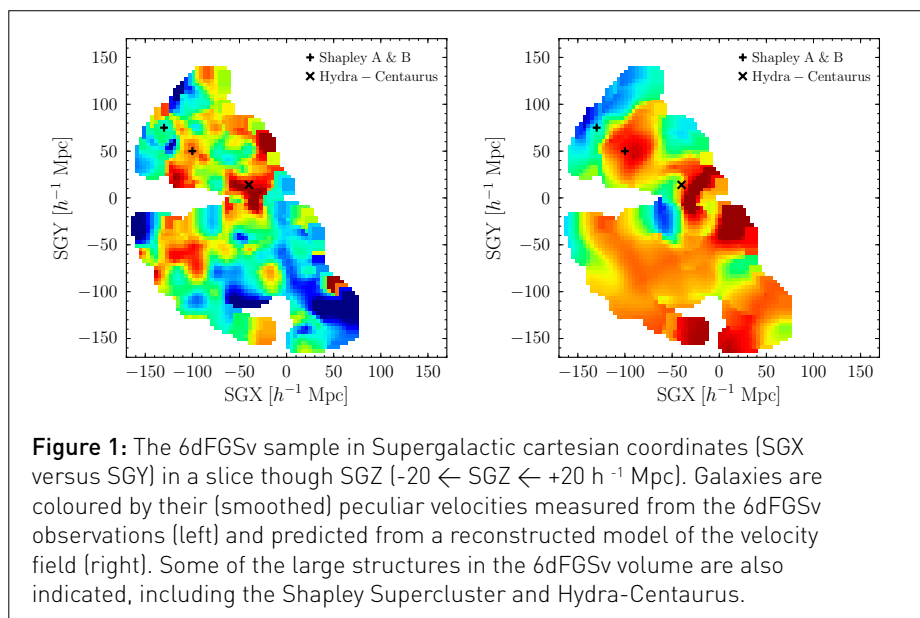 + Shapley A & B
× Hydra − Centaurus
150
100
50
0
−50
−100
−150
SGY [h⁻¹ Mpc]
−150 −100 −50 0 50 100 150
SGX [h⁻¹ Mpc]
+ Shapley A & B
× Hydra − Centaurus
150
100
50
0
−50
−100
−150
SGY [h⁻¹ Mpc]
−150 −100 −50 0 50 100 150
SGX [h⁻¹ Mpc]
Figure 1: The 6dFGSv sample in Supergalactic cartesian coordinates (SGX
versus SGY) in a slice though SGZ (-20 ← SGZ ← +20 h ⁻¹ Mpc). Galaxies are
coloured by their (smoothed) peculiar velocities measured from the 6dFGSv
observations (left) and predicted from a reconstructed model of the velocity
field (right). Some of the large structures in the 6dFGSv volume are also
indicated, including the Shapley Supercluster and Hydra-Centaurus.